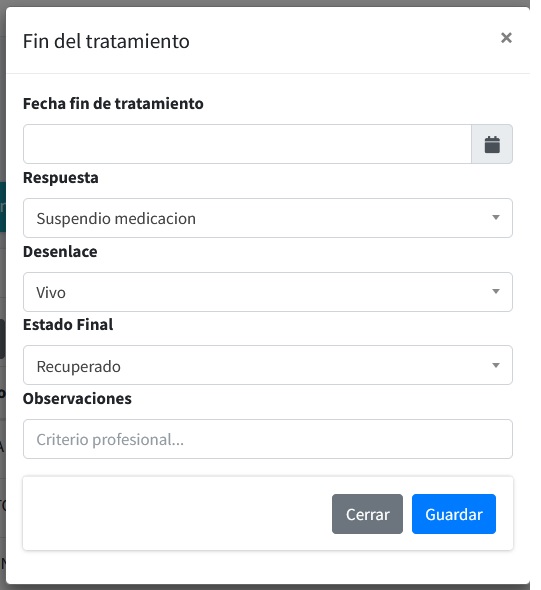 Fin del tratamiento
×
Fecha fin de tratamiento
Respuesta
Suspendio medicacion
Desenlace
Vivo
Estado Final
Recuperado
Observaciones
Criterio profesional...
Cerrar Guardar